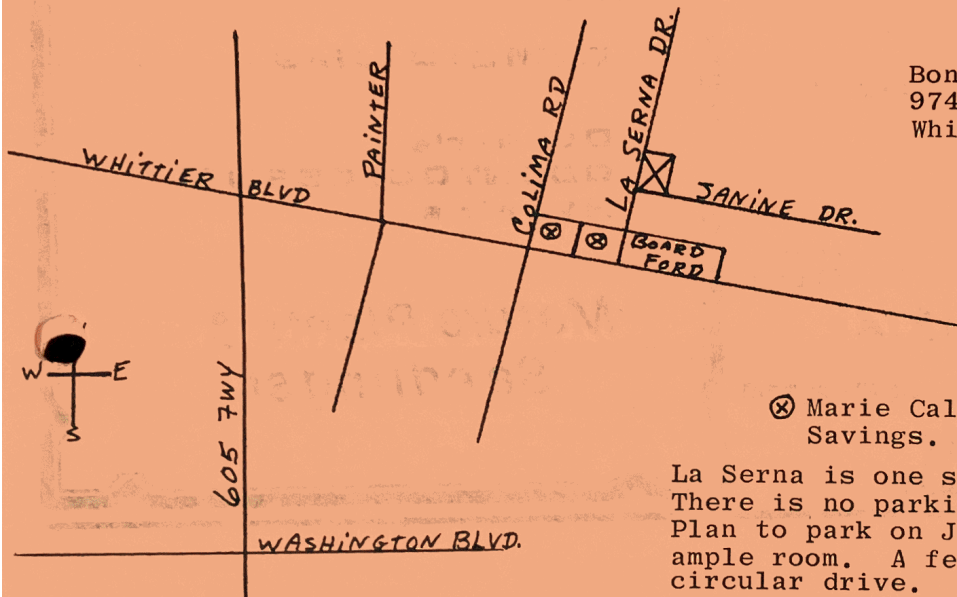 LA SERNA DR.
Bon
974
Whi
PAINTER
COLIMA RD
WHITTIER BLVD
JANINE DR.
BOARD
FORD
W E
S
605 7WY
Marie Cal
Savings.
La Serna is one s
There is no parki
Plan to park on J
ample room. A fe
circular drive.
WASHINGTON BLVD.